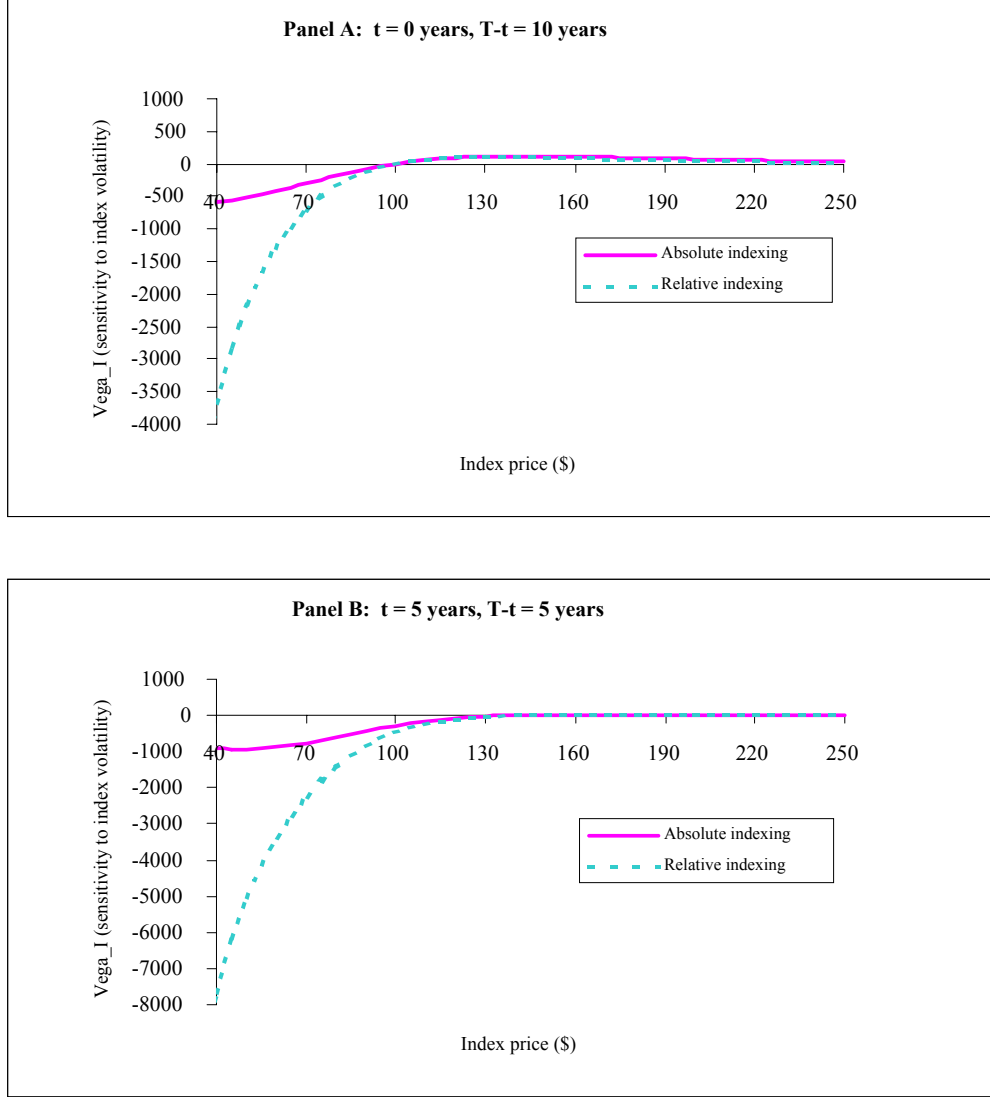 Panel A: t = 0 years, T-t = 10 years
Vega_I (sensitivity to index volatility)
1000
500
0
-500
-1000
-1500
-2000
-2500
-3000
-3500
-4000
40 70 100 130 160 190 220 250
Absolute indexing
Relative indexing
Index price ($)
Panel B: t = 5 years, T-t = 5 years
Vega_I (sensitivity to index volatility)
1000
0
-1000
-2000
-3000
-4000
-5000
-6000
-7000
-8000
40 70 100 130 160 190 220 250
Absolute indexing
Relative indexing
Index price ($)